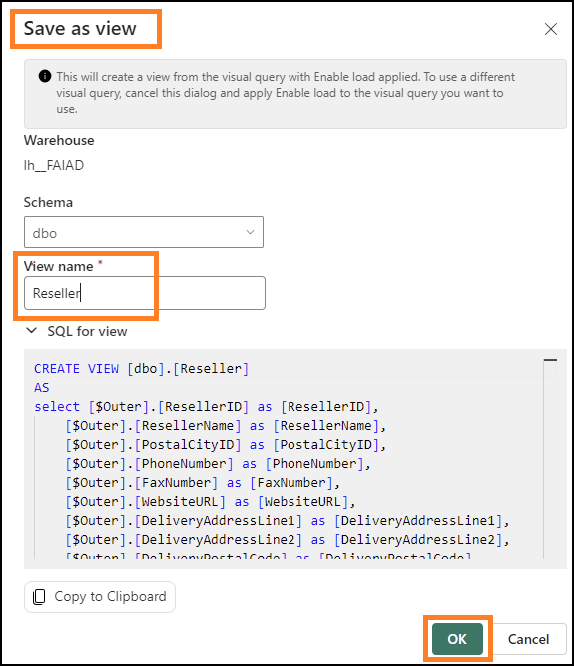 Save as view
This will create a view from the visual query with Enable load applied. To use a different
visual query, cancel this dialog and apply Enable load to the visual query you want to
use.
Warehouse
lh__FAIAD
Schema
dbo
View name *
Reseller
SQL for view
CREATE VIEW [dbo].[Reseller]
AS
select [$Outer].[ResellerID] as [ResellerID],
[$Outer].[ResellerName] as [ResellerName],
[$Outer].[PostalCityID] as [PostalCityID],
[$Outer].[PhoneNumber] as [PhoneNumber],
[$Outer].[FaxNumber] as [FaxNumber],
[$Outer].[WebsiteURL] as [WebsiteURL],
[$Outer].[DeliveryAddressLine1] as [DeliveryAddressLine1],
[$Outer].[DeliveryAddressLine2] as [DeliveryAddressLine2],
[$Outer].[DeliveryPostalCode] as [DeliveryPostalCode]
Copy to Clipboard
OK
Cancel